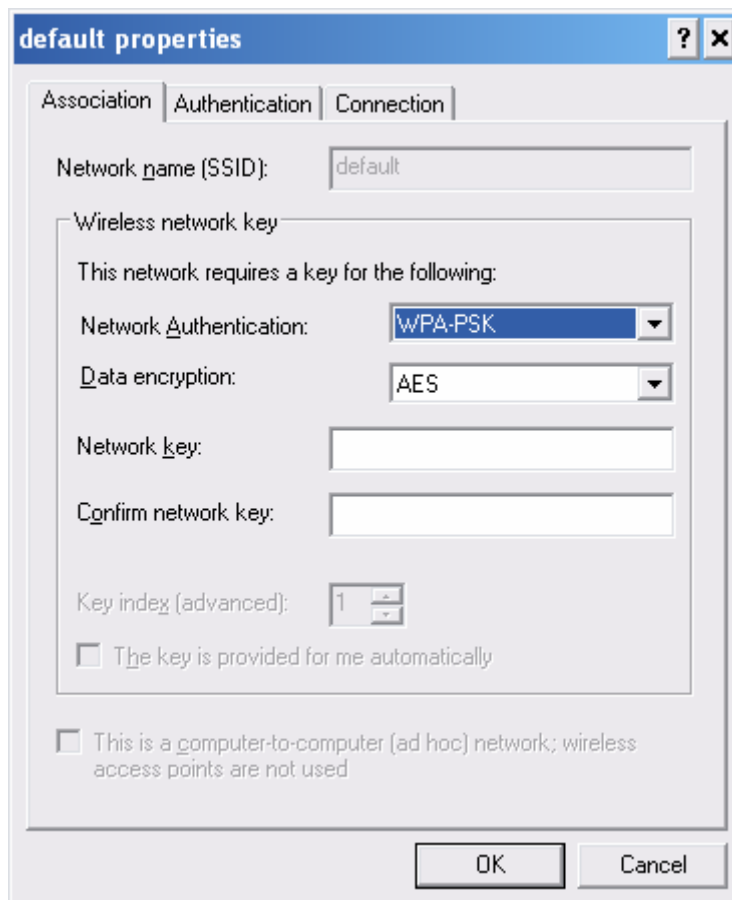 default properties
Association Authentication Connection
Network name (SSID): default
Wireless network key
This network requires a key for the following:
Network Authentication: WPA-PSK
Data encryption: AES
Network key:
Confirm network key:
Key index (advanced): 1
The key is provided for me automatically
This is a computer-to-computer (ad hoc) network; wireless
access points are not used
OK Cancel